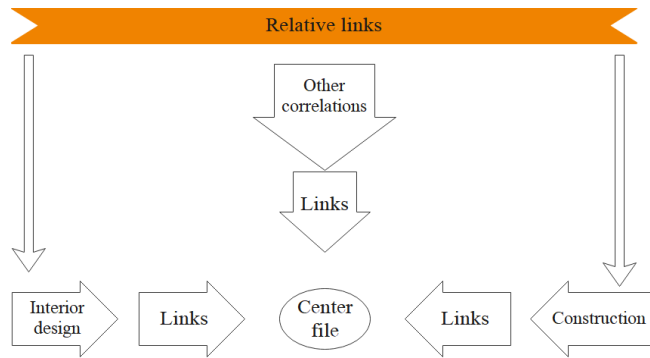 Relative links
Other
correlations
Links
Interior
design
Links
Center
file
Links
Construction